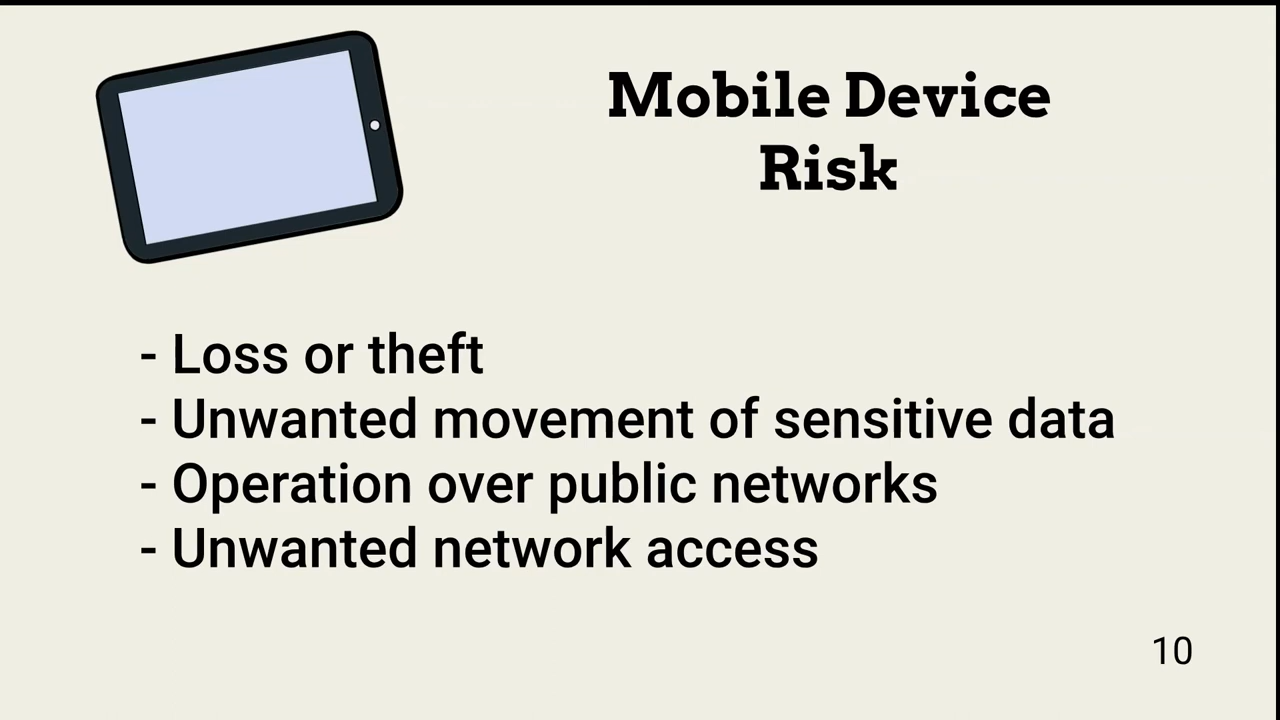 Mobile Device
Risk
- Loss or theft
- Unwanted movement of sensitive data
- Operation over public networks
- Unwanted network access
10